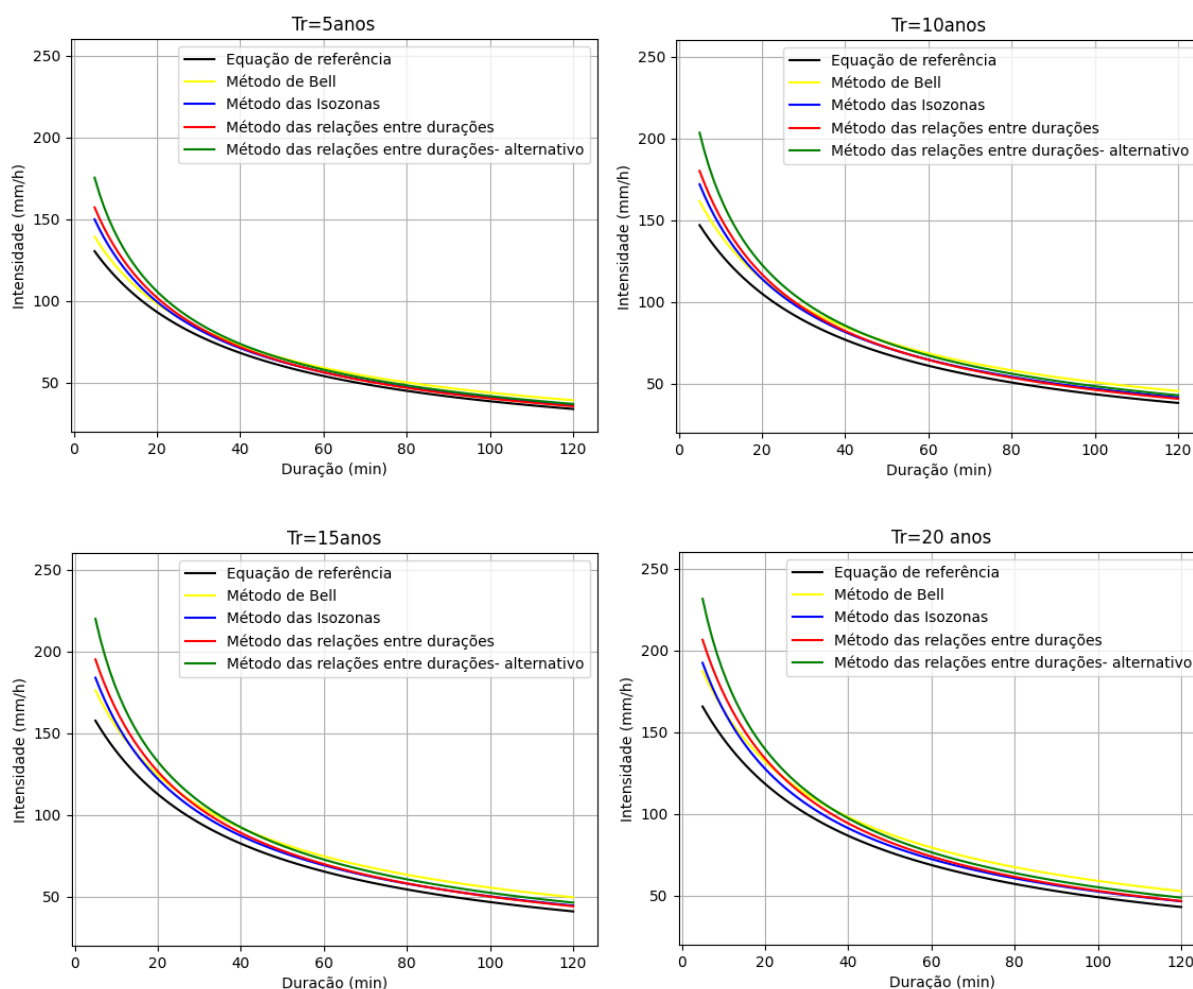 Tr=5anos
250
200
150
100
50
Intensidade (mm/h)
Equação de referência
Método de Bell
Método das Isozonas
Método das relações entre durações
Método das relações entre durações- alternativo
0 20 40 60 80 100 120
Duração (min)
Tr=10anos
250
200
150
100
50
Intensidade (mm/h)
Equação de referência
Método de Bell
Método das Isozonas
Método das relações entre durações
Método das relações entre durações- alternativo
0 20 40 60 80 100 120
Duração (min)
Tr=15anos
250
200
150
100
50
Intensidade (mm/h)
Equação de referência
Método de Bell
Método das Isozonas
Método das relações entre durações
Método das relações entre durações- alternativo
0 20 40 60 80 100 120
Duração (min)
Tr=20 anos
250
200
150
100
50
Intensidade (mm/h)
Equação de referência
Método de Bell
Método das Isozonas
Método das relações entre durações
Método das relações entre durações- alternativo
0 20 40 60 80 100 120
Duração (min)